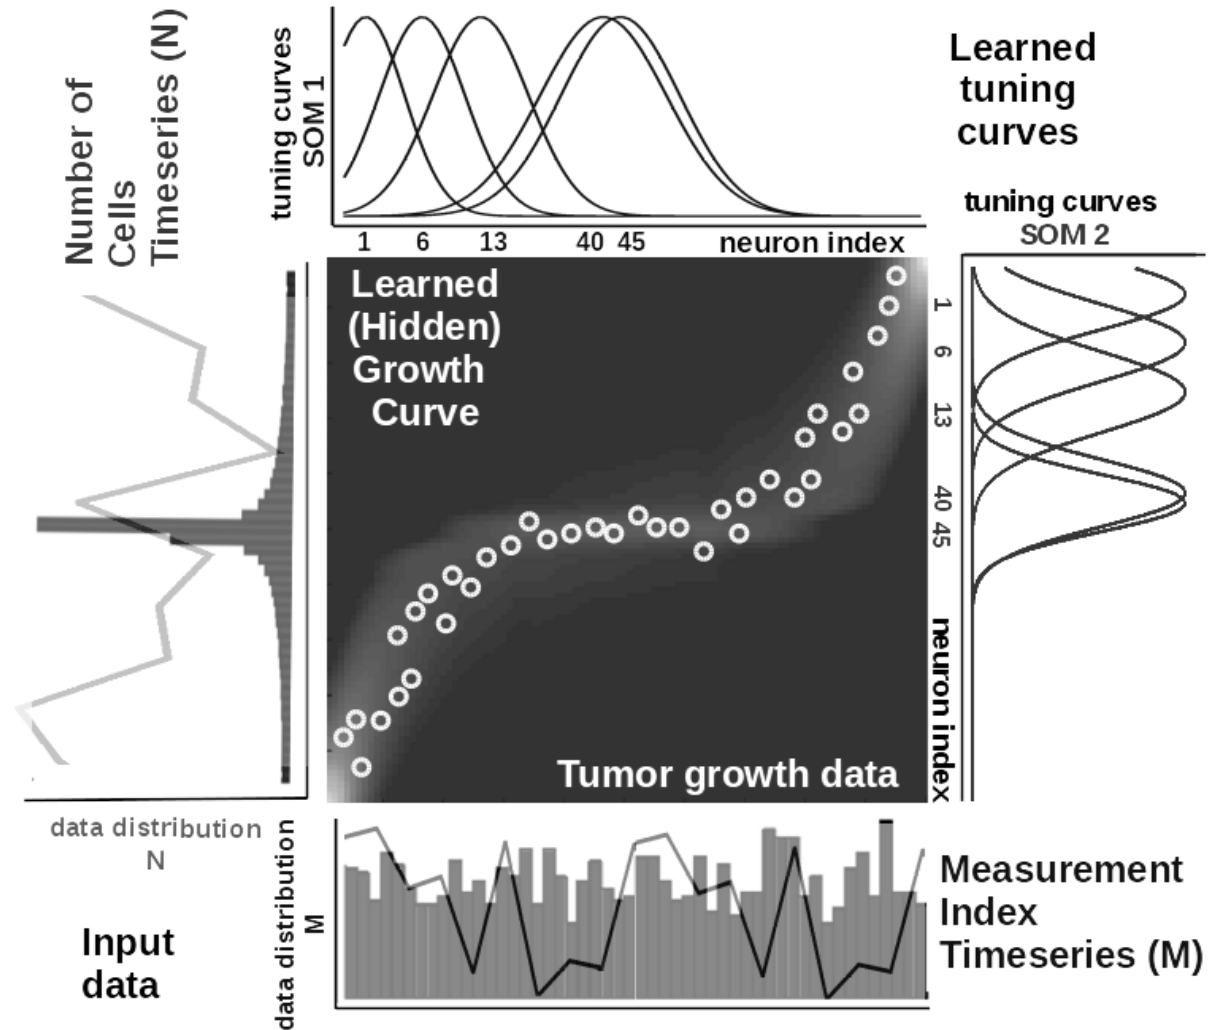 Number of
Cells
Timeseries (N)
tuning curves
SOM 1
1 6 13 40 45 neuron index
Learned
tuning
curves
tuning curves
SOM 2
1 6 13 40 45 neuron index
Learned
(Hidden)
Growth
Curve
Tumor growth data
data distribution
N
Input
data
data distribution
M
Measurement
Index
Timeseries (M)